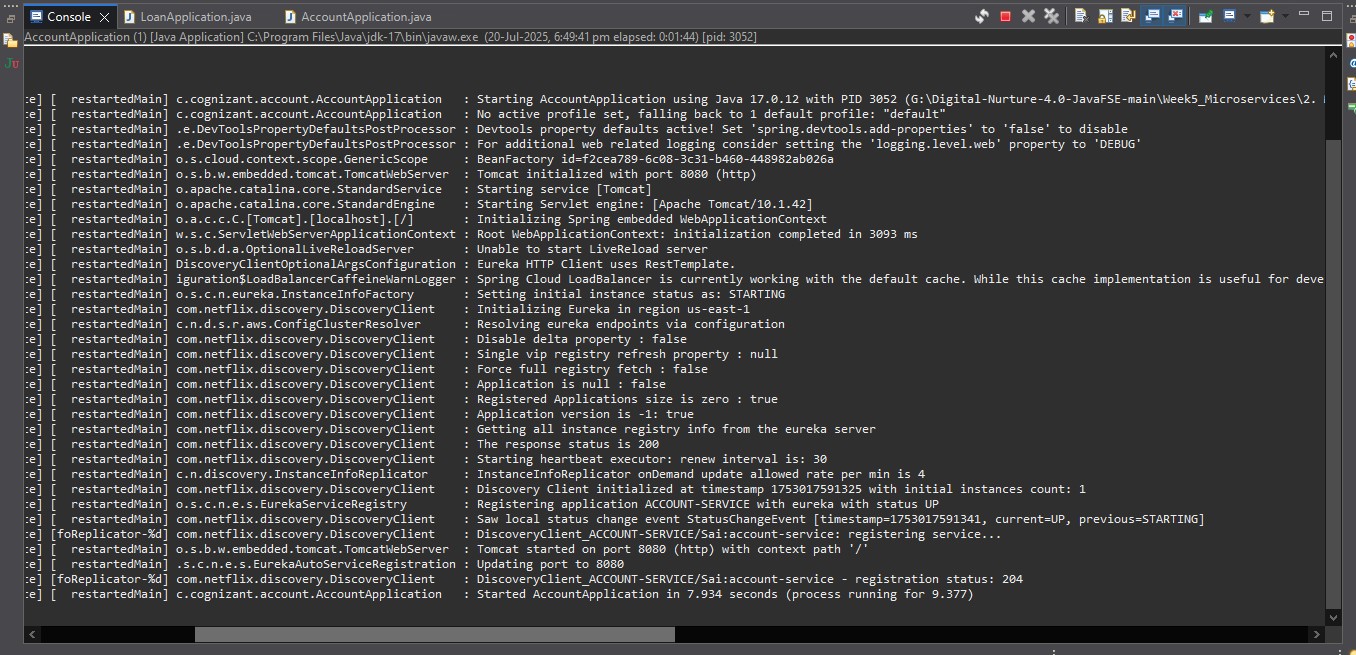 Console LoanApplication.java AccountApplication.java
AccountApplication (1) [Java Application] C:\Program Files\Java\jdk-17\bin\javaw.exe (20-Jul-2025, 6:49:41 pm elapsed: 0:01:44) [pid: 3052]
:e] [  restartedMain] c.cognizant.account.AccountApplication   : Starting AccountApplication using Java 17.0.12 with PID 3052 (G:\Digital-Nurture-4.0-JavaFSE-main\Week5_Microservices\2.
:e] [  restartedMain] c.cognizant.account.AccountApplication   : No active profile set, falling back to 1 default profile: "default"
:e] [  restartedMain] .e.DevToolsPropertyDefaultsPostProcessor : Devtools property defaults active! Set 'spring.devtools.add-properties' to 'false' to disable
:e] [  restartedMain] .e.DevToolsPropertyDefaultsPostProcessor : For additional web related logging consider setting the 'logging.level.web' property to 'DEBUG'
:e] [  restartedMain] o.s.cloud.context.scope.GenericScope     : BeanFactory id=f2cea789-6c08-3c31-b460-448982ab026a
:e] [  restartedMain] o.s.b.w.embedded.tomcat.TomcatWebServer  : Tomcat initialized with port 8080 (http)
:e] [  restartedMain] o.apache.catalina.core.StandardService   : Starting service [Tomcat]
:e] [  restartedMain] o.apache.catalina.core.StandardEngine    : Starting Servlet engine: [Apache Tomcat/10.1.42]
:e] [  restartedMain] o.a.c.c.C.[Tomcat].[localhost].[/]       : Initializing Spring embedded WebApplicationContext
:e] [  restartedMain] w.s.c.ServletWebServerApplicationContext : Root WebApplicationContext: initialization completed in 3093 ms
:e] [  restartedMain] o.s.b.d.a.OptionalLiveReloadServer       : Unable to start LiveReload server
:e] [  restartedMain] DiscoveryClientOptionalArgsConfiguration : Eureka HTTP Client uses RestTemplate.
:e] [  restartedMain] iguration$LoadBalancerCaffeineWarnLogger : Spring Cloud LoadBalancer is currently working with the default cache. While this cache implementation is useful for deve
:e] [  restartedMain] o.s.c.n.eureka.InstanceInfoFactory       : Setting initial instance status as: STARTING
:e] [  restartedMain] com.netflix.discovery.DiscoveryClient    : Initializing Eureka in region us-east-1
:e] [  restartedMain] c.n.d.s.r.aws.ConfigClusterResolver      : Resolving eureka endpoints via configuration
:e] [  restartedMain] com.netflix.discovery.DiscoveryClient    : Disable delta property : false
:e] [  restartedMain] com.netflix.discovery.DiscoveryClient    : Single vip registry refresh property : null
:e] [  restartedMain] com.netflix.discovery.DiscoveryClient    : Force full registry fetch : false
:e] [  restartedMain] com.netflix.discovery.DiscoveryClient    : Application is null : false
:e] [  restartedMain] com.netflix.discovery.DiscoveryClient    : Registered Applications size is zero : true
:e] [  restartedMain] com.netflix.discovery.DiscoveryClient    : Application version is -1: true
:e] [  restartedMain] com.netflix.discovery.DiscoveryClient    : Getting all instance registry info from the eureka server
:e] [  restartedMain] com.netflix.discovery.DiscoveryClient    : The response status is 200
:e] [  restartedMain] com.netflix.discovery.DiscoveryClient    : Starting heartbeat executor: renew interval is: 30
:e] [  restartedMain] c.n.discovery.InstanceInfoReplicator     : InstanceInfoReplicator onDemand update allowed rate per min is 4
:e] [  restartedMain] com.netflix.discovery.DiscoveryClient    : Discovery Client initialized at timestamp 1753017591325 with initial instances count: 1
:e] [  restartedMain] o.s.c.n.e.s.EurekaServiceRegistry        : Registering application ACCOUNT-SERVICE with eureka with status UP
:e] [  restartedMain] com.netflix.discovery.DiscoveryClient    : Saw local status change event StatusChangeEvent [timestamp=1753017591341, current=UP, previous=STARTING]
:e] [foReplicator-%d] com.netflix.discovery.DiscoveryClient    : DiscoveryClient_ACCOUNT-SERVICE/Sai:account-service: registering service...
:e] [  restartedMain] o.s.b.w.embedded.tomcat.TomcatWebServer  : Tomcat started on port 8080 (http) with context path '/'
:e] [  restartedMain] .s.c.n.e.s.EurekaAutoServiceRegistration : Updating port to 8080
:e] [foReplicator-%d] com.netflix.discovery.DiscoveryClient    : DiscoveryClient_ACCOUNT-SERVICE/Sai:account-service - registration status: 204
:e] [  restartedMain] c.cognizant.account.AccountApplication   : Started AccountApplication in 7.934 seconds (process running for 9.377)